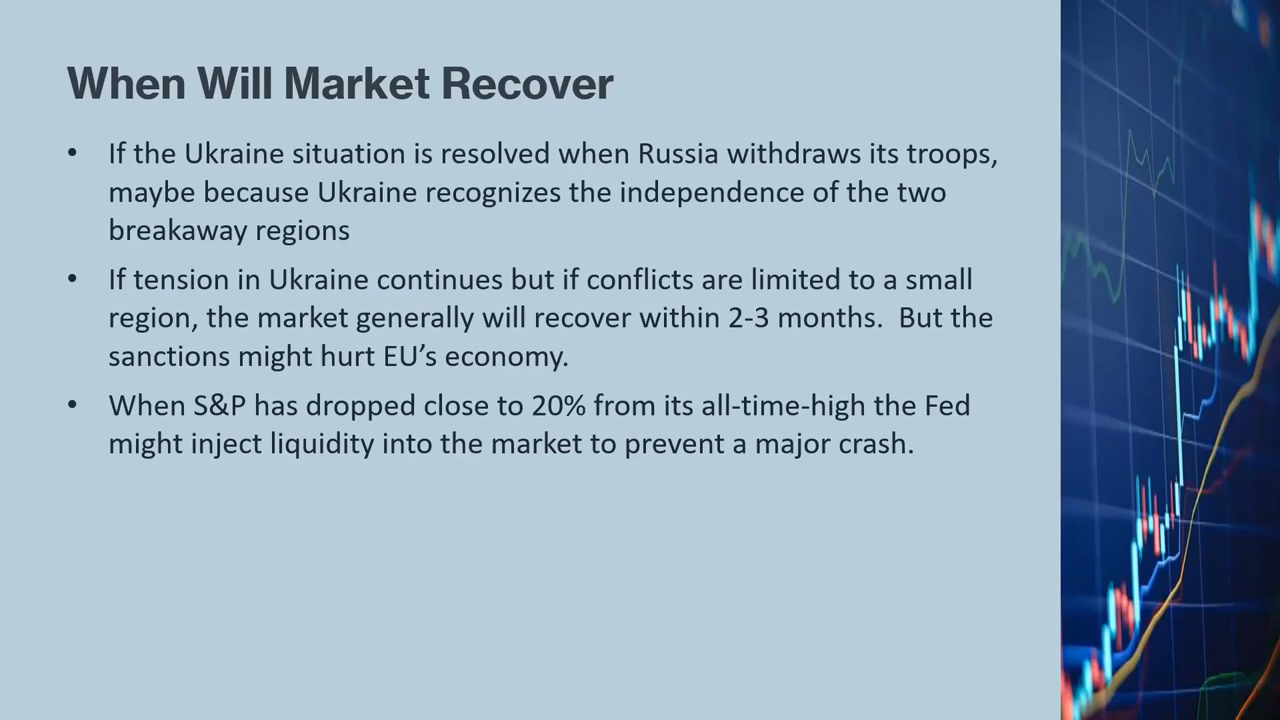 When Will Market Recover
• If the Ukraine situation is resolved when Russia withdraws its troops,
maybe because Ukraine recognizes the independence of the two
breakaway regions
• If tension in Ukraine continues but if conflicts are limited to a small
region, the market generally will recover within 2-3 months.  But the
sanctions might hurt EU’s economy.
• When S&P has dropped close to 20% from its all-time-high the Fed
might inject liquidity into the market to prevent a major crash.